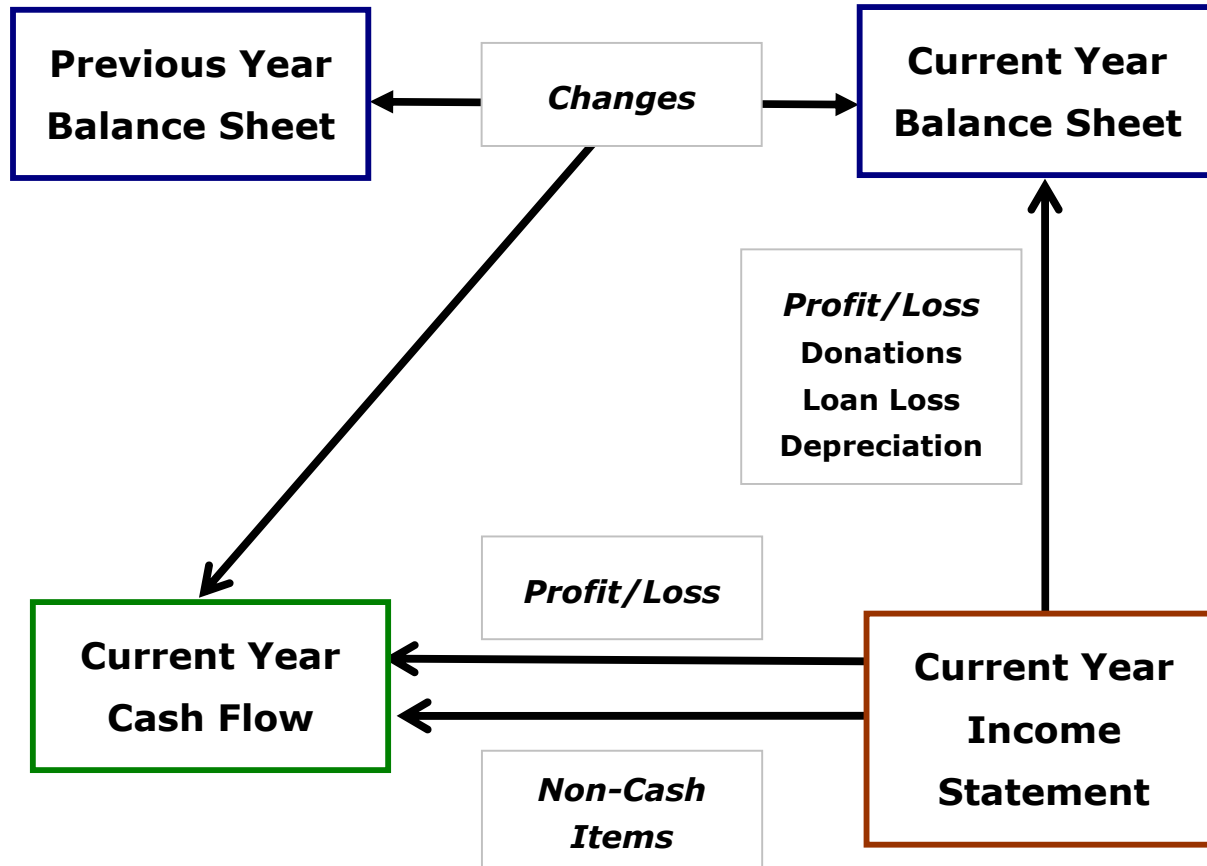 Previous Year
Balance Sheet
Changes
Current Year
Balance Sheet
Profit/Loss
Donations
Loan Loss
Depreciation
Profit/Loss
Current Year
Cash Flow
Current Year
Income
Statement
Non-Cash
Items